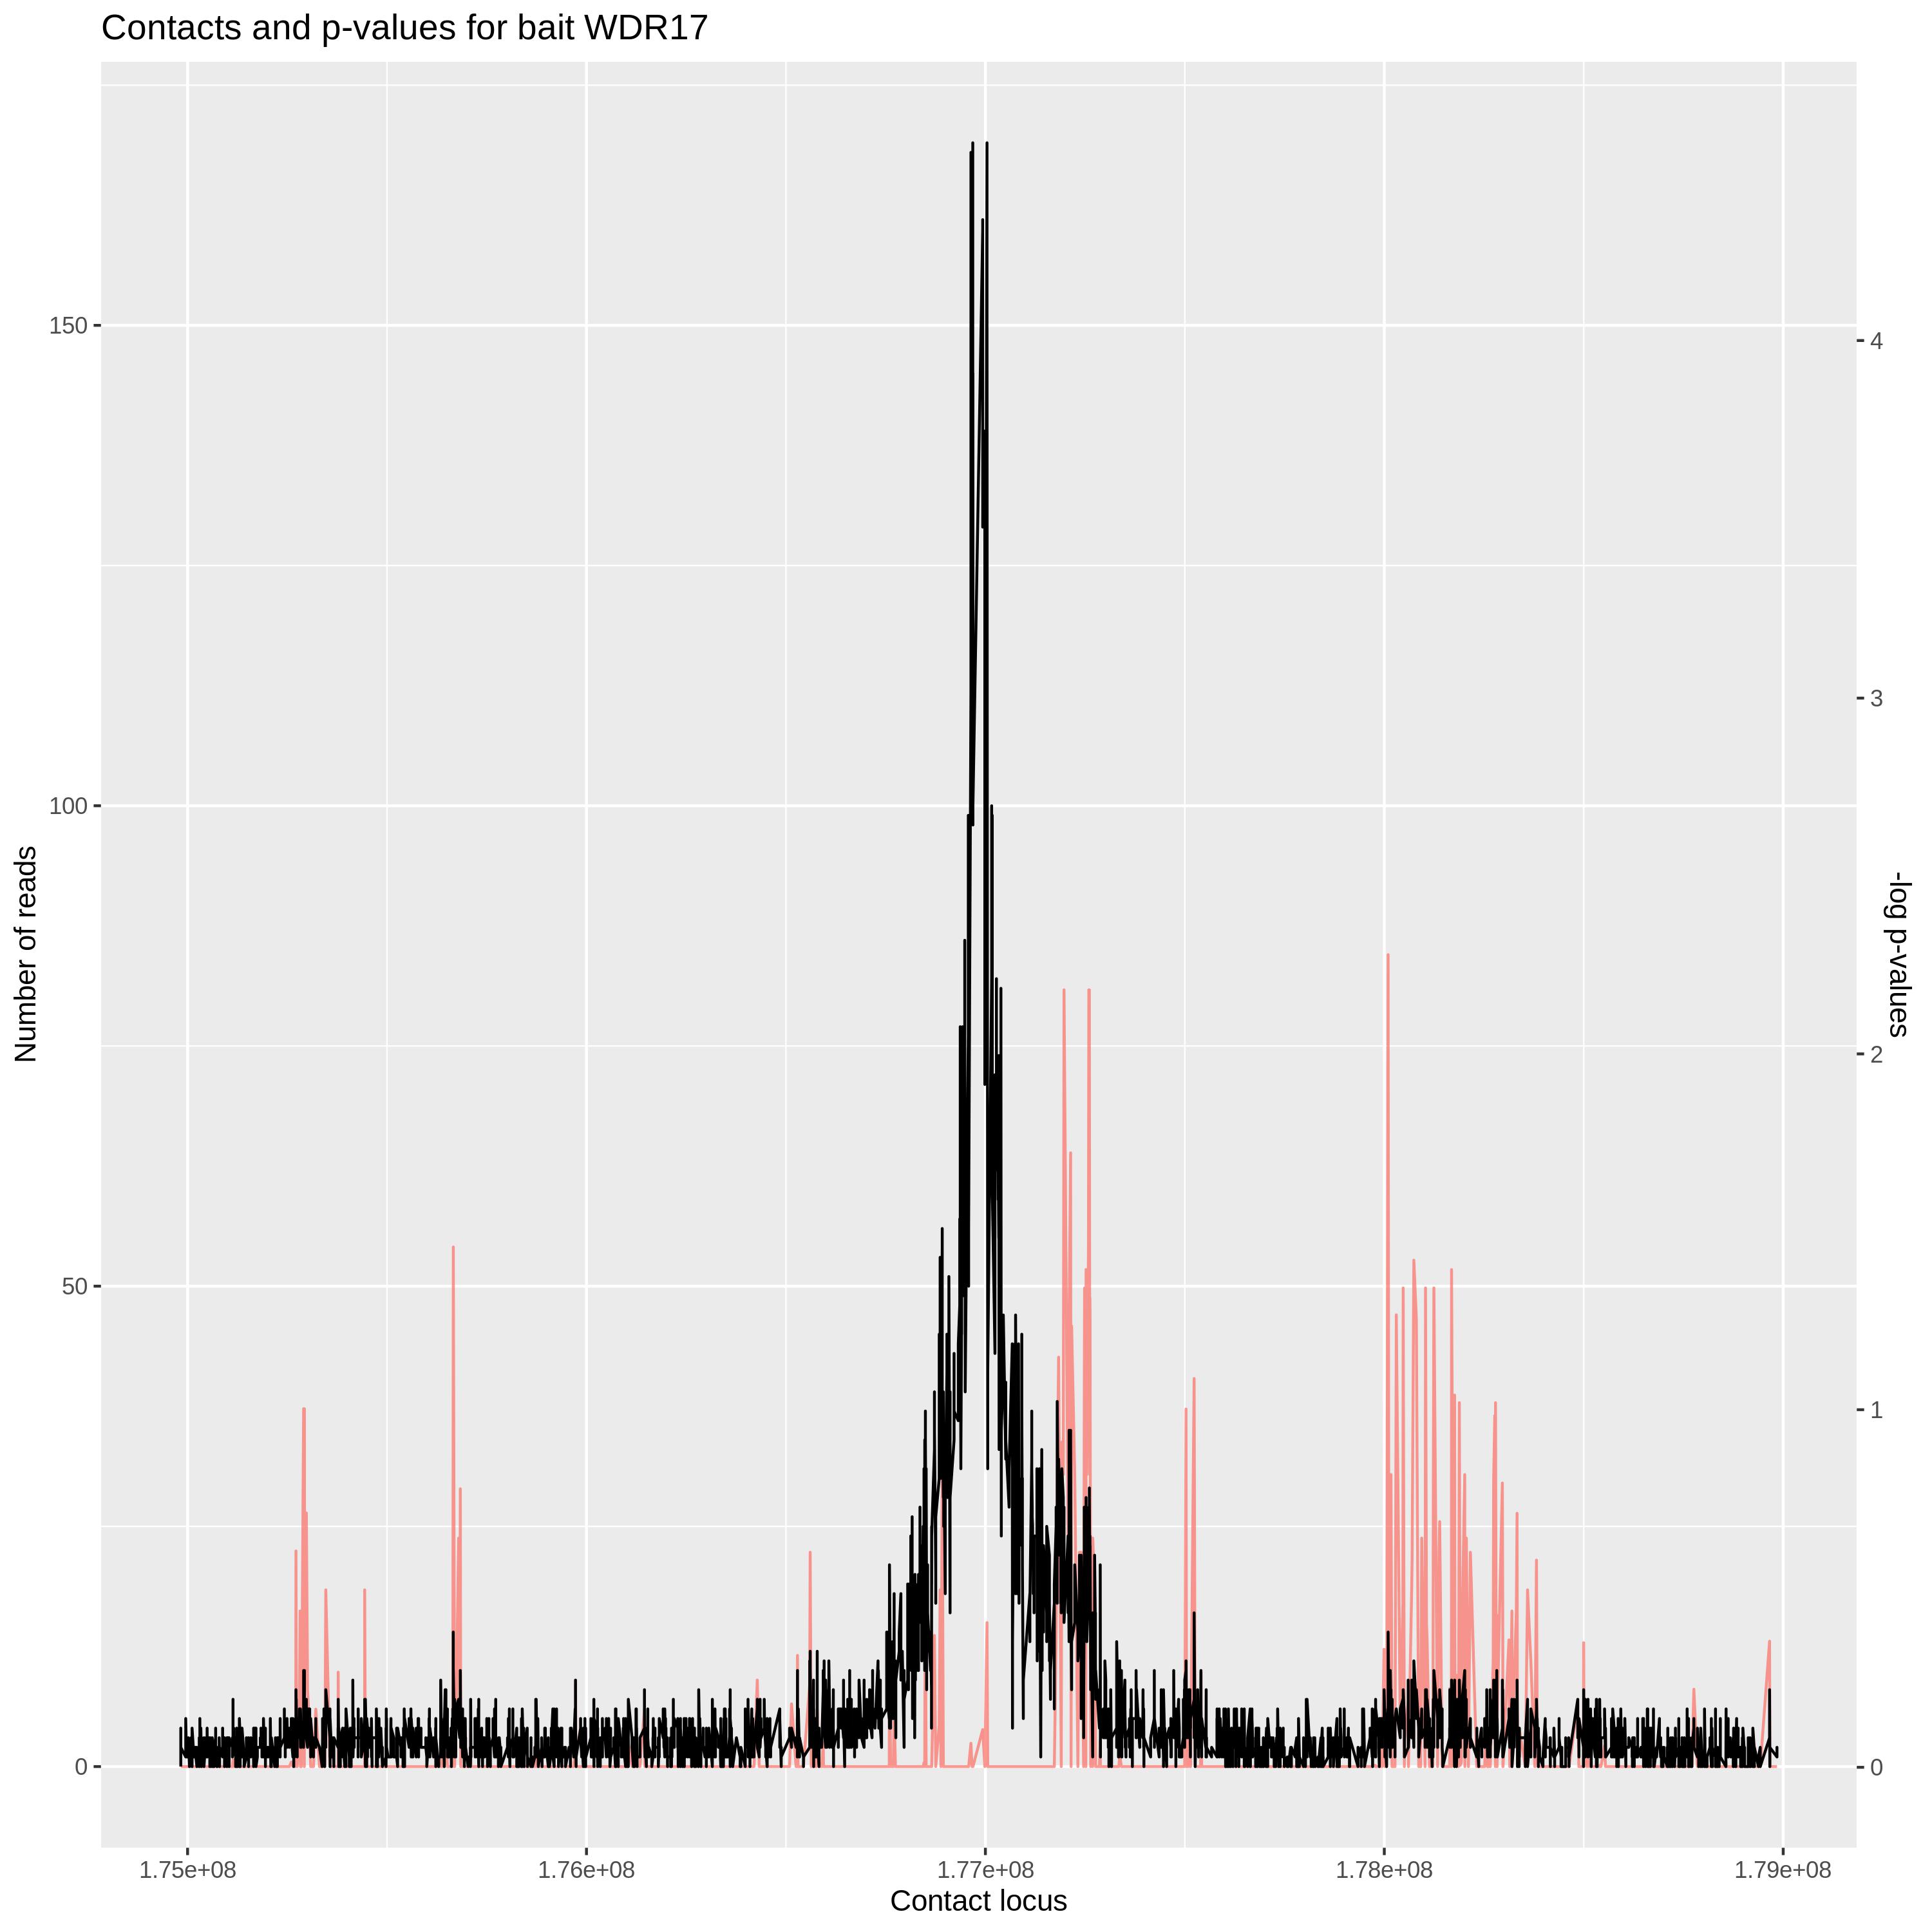 Contacts and p-values for bait WDR17
150
100
50
0
Number of reads
4
3
2
1
0
-log p-values
1.75e+08
1.76e+08
1.77e+08
1.78e+08
1.79e+08
Contact locus